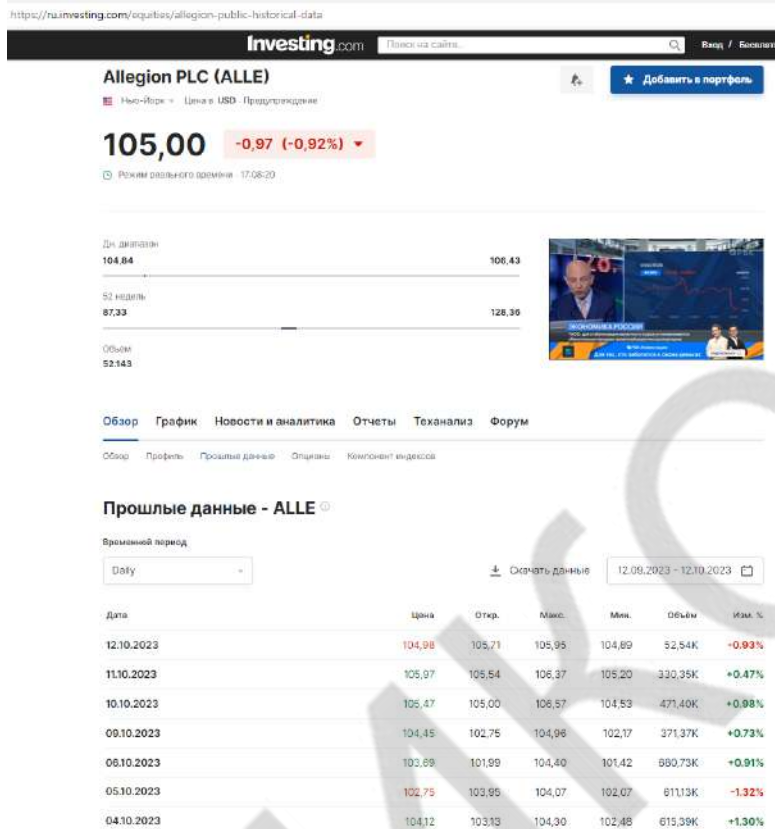 https://ru.investing.com/equities/allegion-public-historical-data
Investing.com Поиск на сайте... Вход / Бесплат
Allegion PLC (ALLE)
Добавить в портфель
Нью-Йорк Цена в USD Предупреждение
105,00 -0,97 (-0,92%)
Режим реального времени 17:08:20
Дн. диапазон
104,84 106,43
52 недель
87,33 128,36
Объём
52.143
ЭКОНОМИКА РОССИИ
Обзор График Новости и аналитика Отчеты Теханализ Форум
Обзор Профиль Прошлые данные Опционы Компонент индексов
Прошлые данные - ALLE
Временной период
Daily Скачать данные 12.09.2023 - 12.10.2023
Дата Цена Откр. Макс. Мин. Объём Изм. %
12.10.2023 104,98 105,71 105,95 104,89 52,54K -0.93%
11.10.2023 105,97 105,54 106,37 105,20 330,35K +0.47%
10.10.2023 105,47 105,00 106,57 104,53 471,40K +0.98%
09.10.2023 104,45 102,75 104,96 102,17 371,37K +0.73%
06.10.2023 103,69 101,99 104,40 101,42 680,73K +0.91%
05.10.2023 102,75 103,95 104,07 102,07 611,13K -1.32%
04.10.2023 104,12 103,13 104,30 102,48 615,39K +1.30%